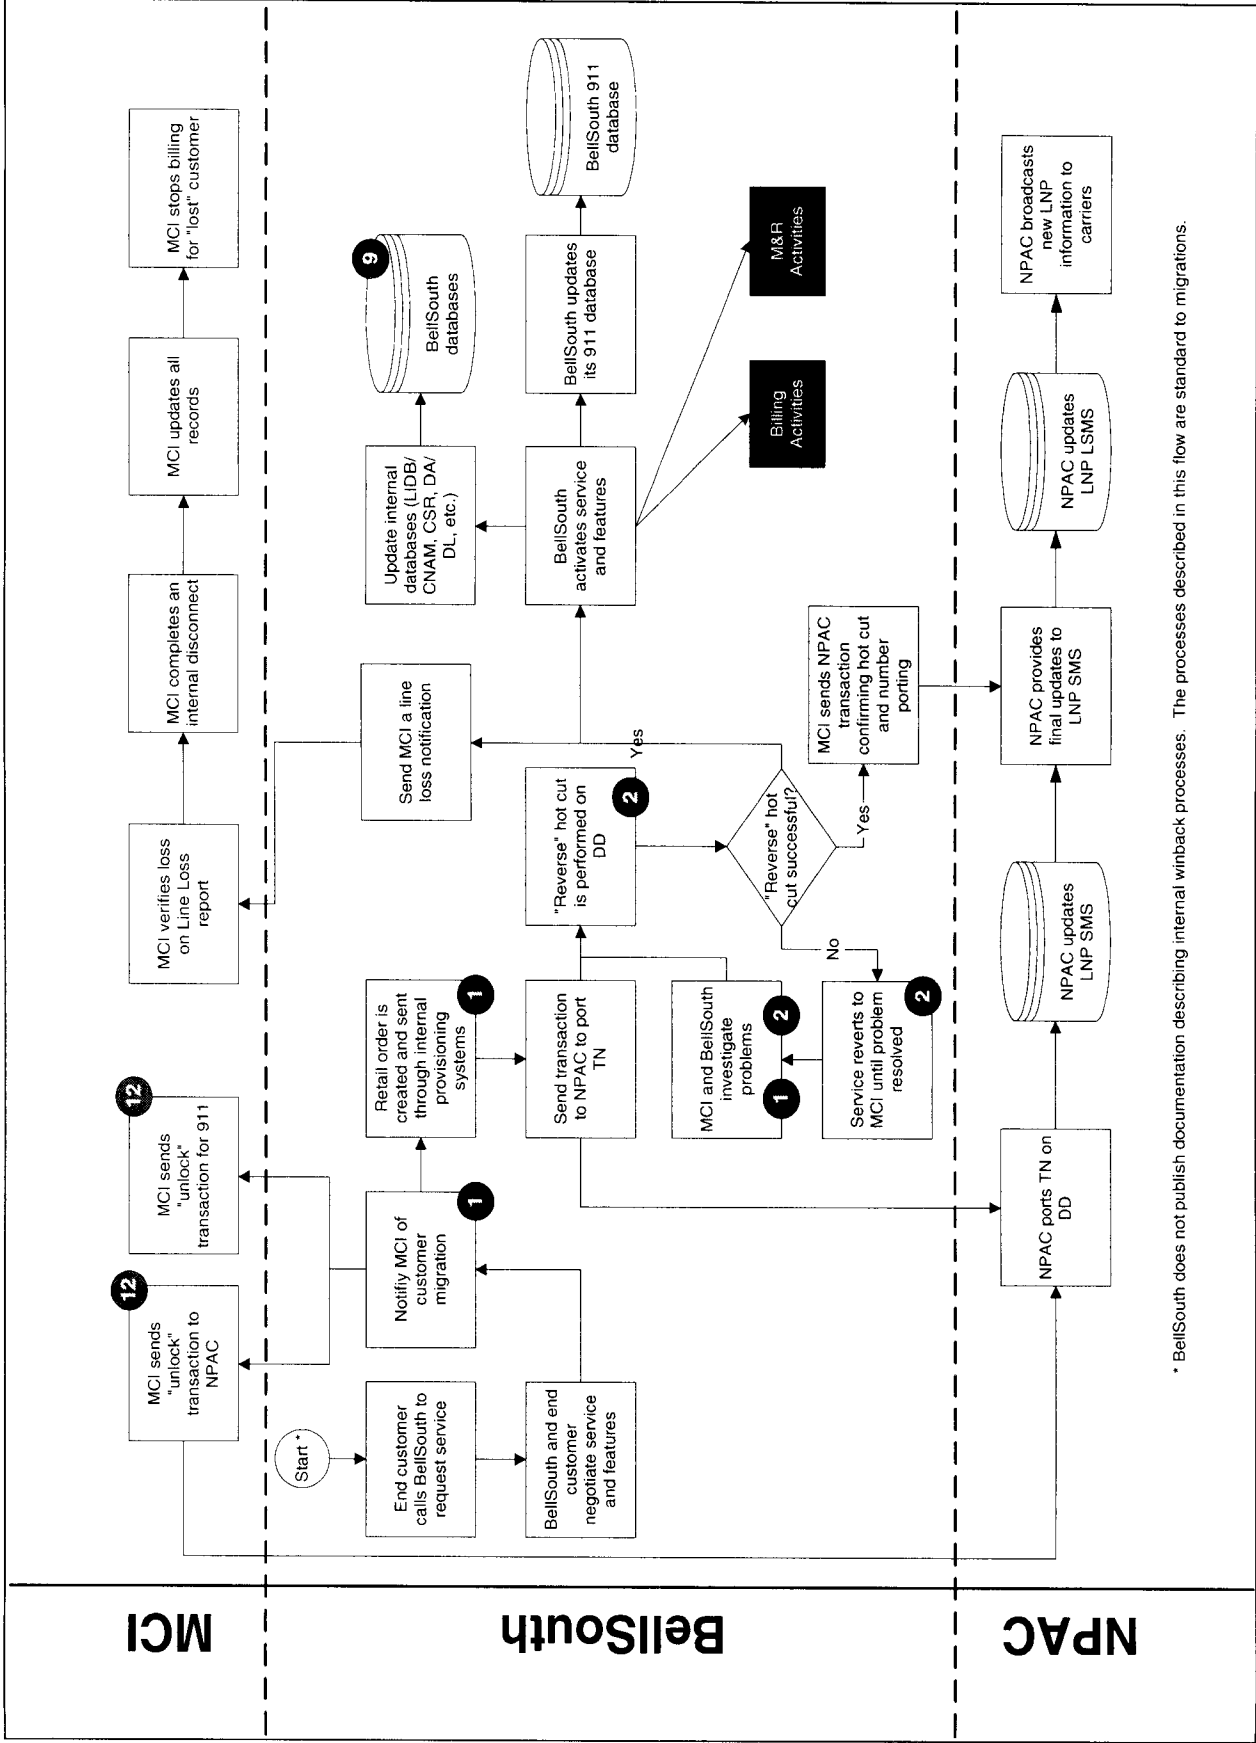 MCI
MCI sends
"unlock"
transaction to
NPAC
12
MCI sends
"unlock"
transaction for 911
12
MCI verifies loss
on Line Loss
report
MCI completes an
internal disconnect
MCI updates all
records
MCI stops billing
for "lost" customer
BellSouth
Start *
End customer
calls BellSouth to
request service
BellSouth and end
customer
negotiate service
and features
Notifiy MCI of
customer
migration
1
Retail order is
created and sent
through internal
provisioning
systems
1
Send transaction
to NPAC to port
TN
MCI and BellSouth
investigate
problems
1
2
Service reverts to
MCI until problem
resolved
2
"Reverse" hot cut
is performed on
DD
2
"Reverse" hot
cut successful?
No
Yes
Yes
Send MCI a line
loss notification
MCI sends NPAC
transaction
confirming hot cut
and number
porting
Update internal
databases (LIDB/
CNAM, CSR, DA/
DL, etc.)
BellSouth
databases
9
BellSouth
activates service
and features
BellSouth updates
its 911 database
BellSouth 911
database
Billing
Activities
M&R
Activities
NPAC
NPAC ports TN on
DD
NPAC updates
LNP SMS
NPAC provides
final updates to
LNP SMS
NPAC updates
LNP LSMS
NPAC broadcasts
new LNP
information to
carriers
* BellSouth does not publish documentation describing internal winback processes. The processes described in this flow are standard to migrations.